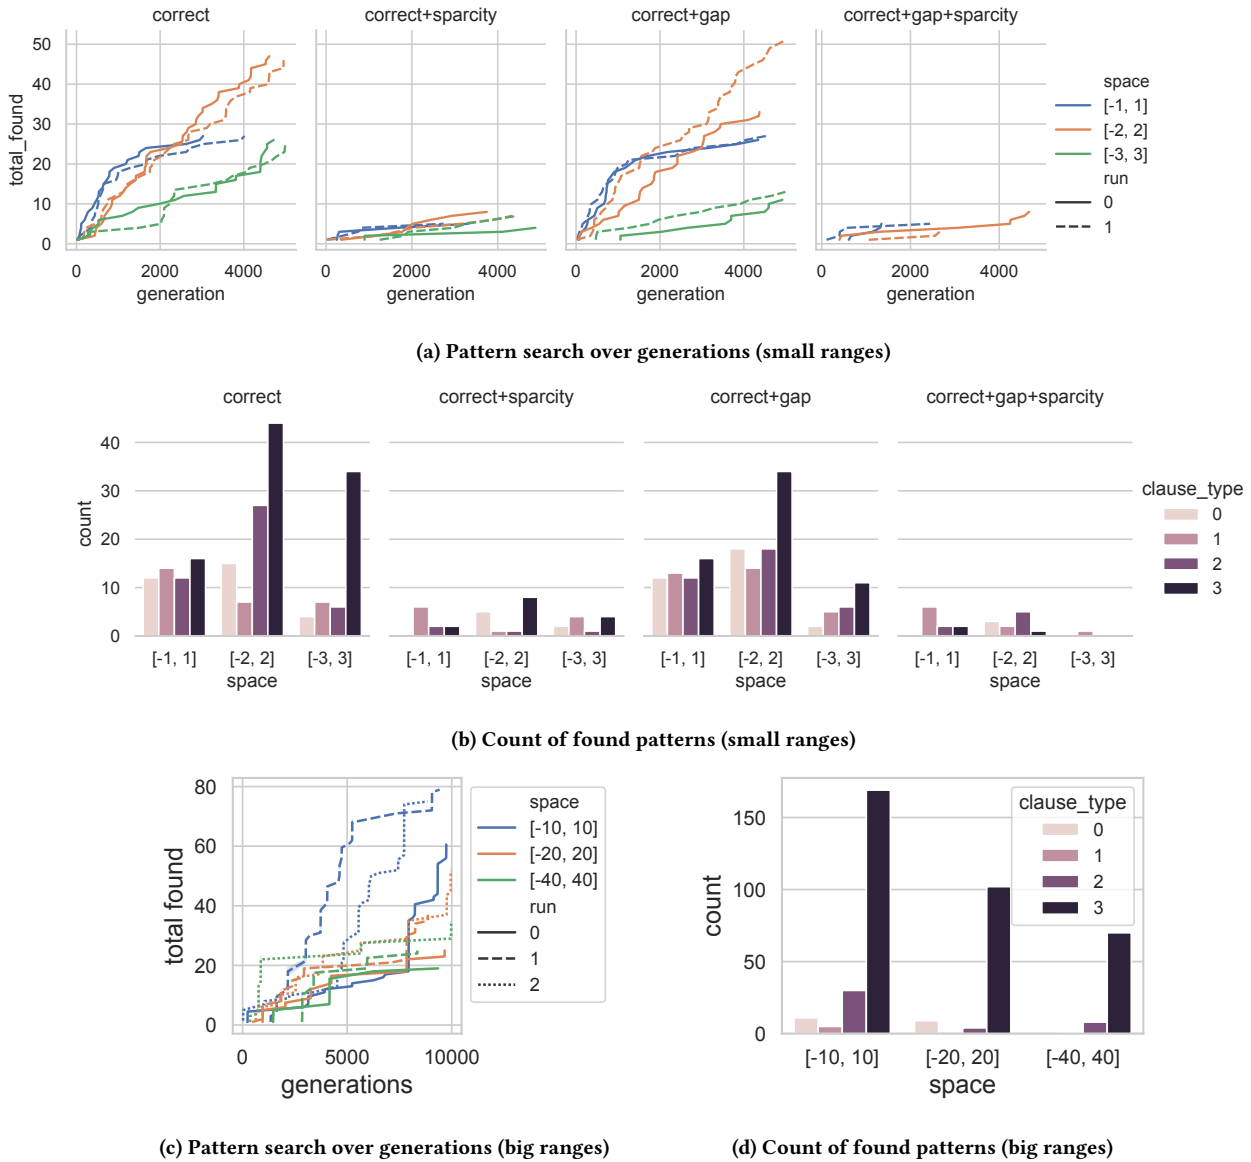 correct correct+sparcity correct+gap correct+gap+sparcity
50
40
30
20
10
0
total_found
0 2000 4000 0 2000 4000 0 2000 4000 0 2000 4000
generation generation generation generation
space
[-1, 1]
[-2, 2]
[-3, 3]
run
0
1
(a) Pattern search over generations (small ranges)
correct correct+sparcity correct+gap correct+gap+sparcity
40
30
20
10
0
count
[-1, 1] [-2, 2] [-3, 3] [-1, 1] [-2, 2] [-3, 3] [-1, 1] [-2, 2] [-3, 3] [-1, 1] [-2, 2] [-3, 3]
space space space space
clause_type
0
1
2
3
(b) Count of found patterns (small ranges)
80
60
40
20
0
total found
0 5000 10000
generations
space
[-10, 10]
[-20, 20]
[-40, 40]
run
0
1
2
150
100
50
0
count
clause_type
0
1
2
3
[-10, 10] [-20, 20] [-40, 40]
space
(c) Pattern search over generations (big ranges)
(d) Count of found patterns (big ranges)